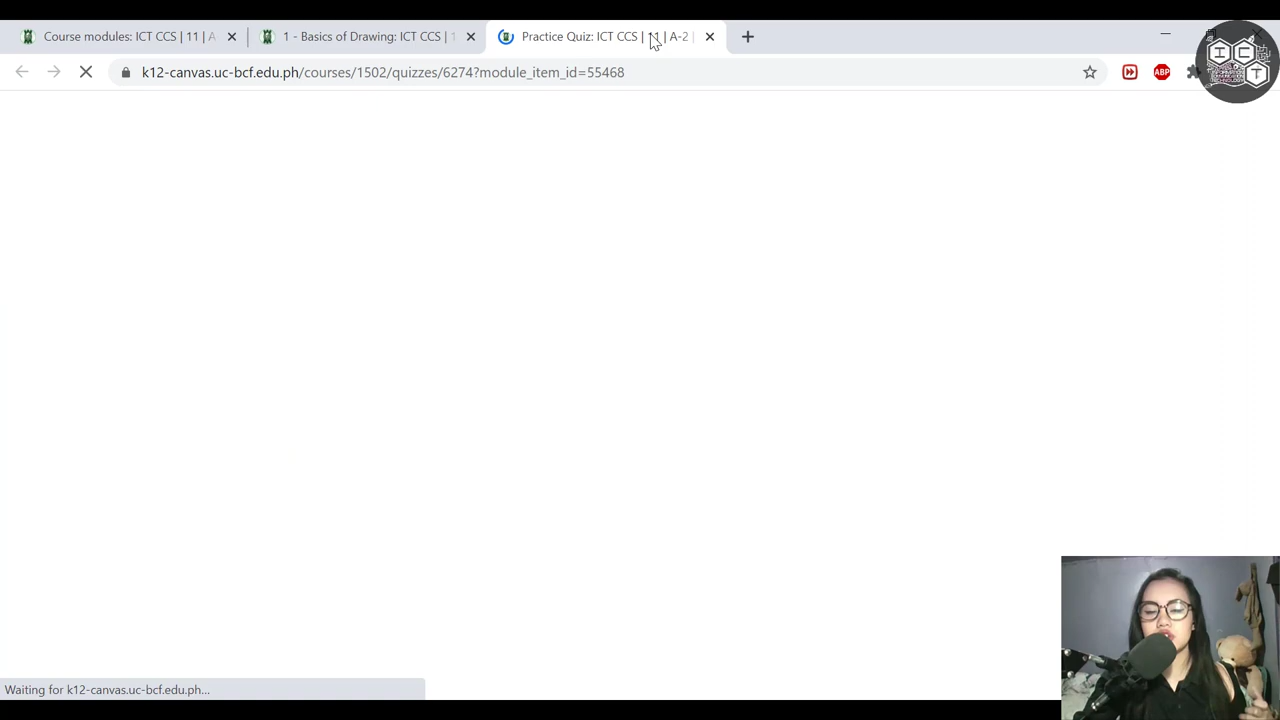 Course modules: ICT CCS | 11 | A
1 - Basics of Drawing: ICT CCS | 1
Practice Quiz: ICT CCS | 11 | A-2 |
k12-canvas.uc-bcf.edu.ph/courses/1502/quizzes/6274?module_item_id=55468
ABP
ICT
Waiting for k12-canvas.uc-bcf.edu.ph...